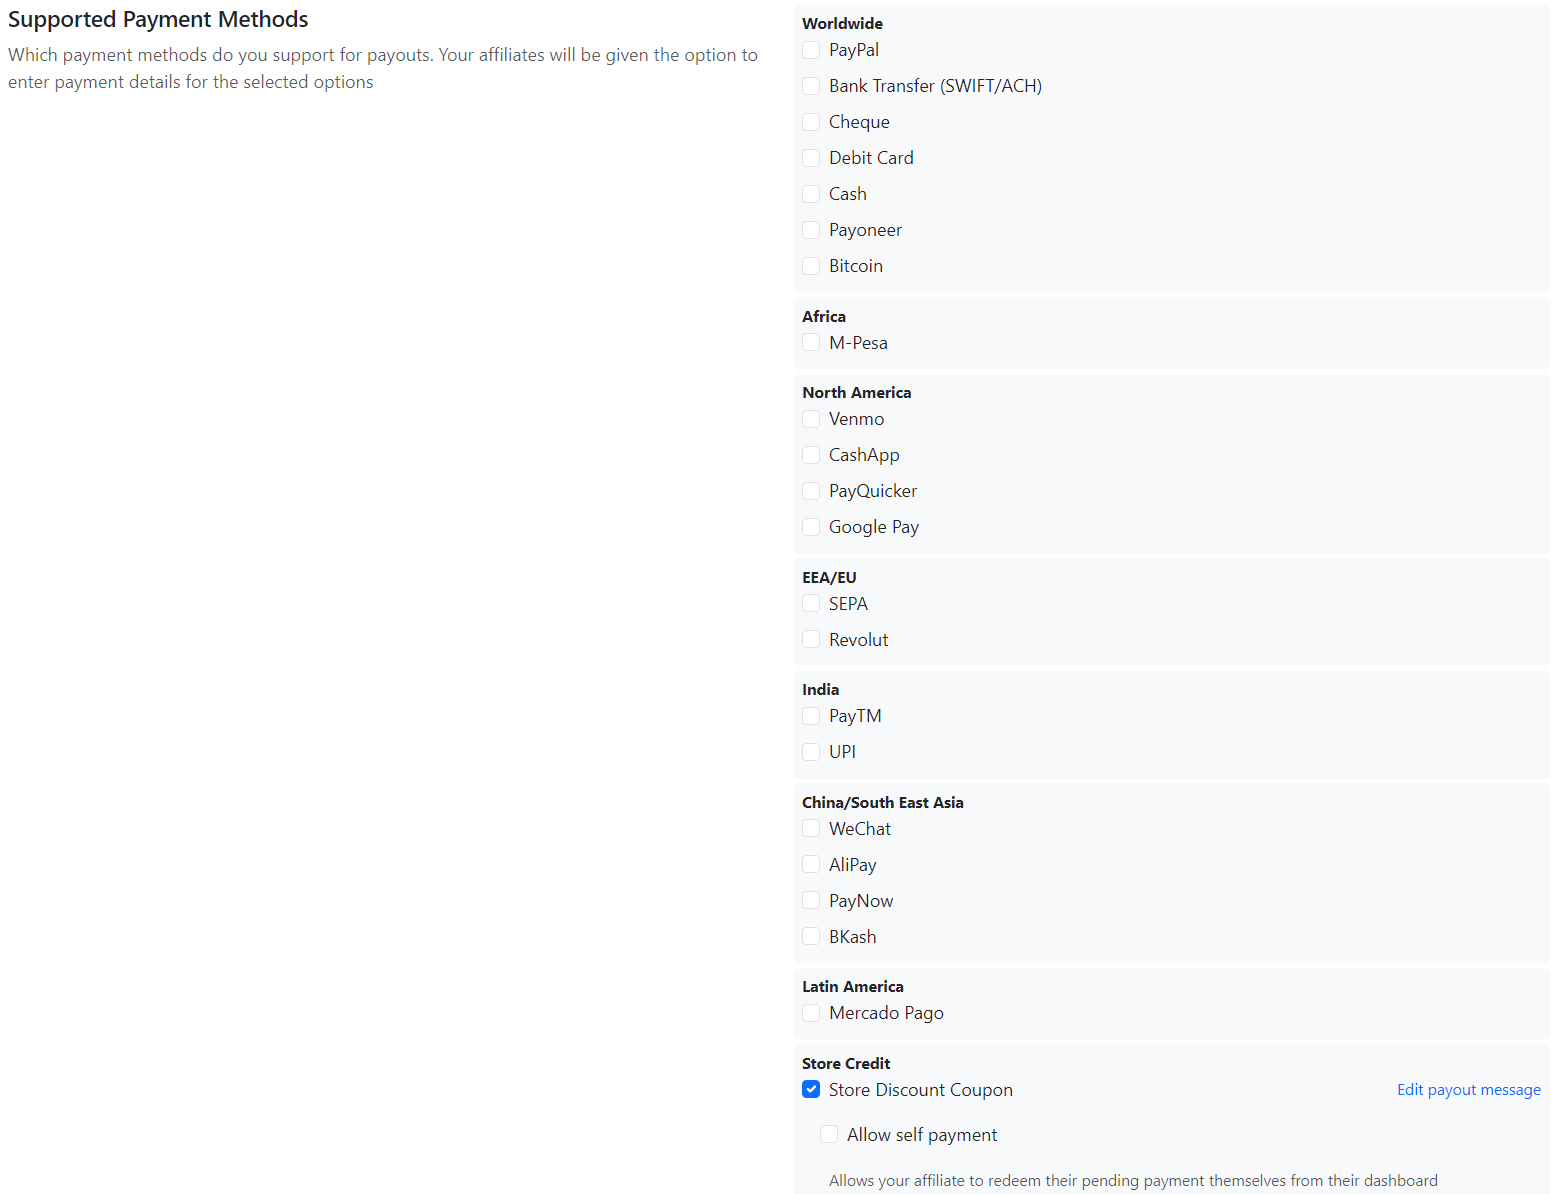 Supported Payment Methods
Which payment methods do you support for payouts. Your affiliates will be given the option to
enter payment details for the selected options
Worldwide
PayPal
Bank Transfer (SWIFT/ACH)
Cheque
Debit Card
Cash
Payoneer
Bitcoin
Africa
M-Pesa
North America
Venmo
CashApp
PayQuicker
Google Pay
EEA/EU
SEPA
Revolut
India
PayTM
UPI
China/South East Asia
WeChat
AliPay
PayNow
BKash
Latin America
Mercado Pago
Store Credit
Store Discount Coupon
Edit payout message
Allow self payment
Allows your affiliate to redeem their pending payment themselves from their dashboard